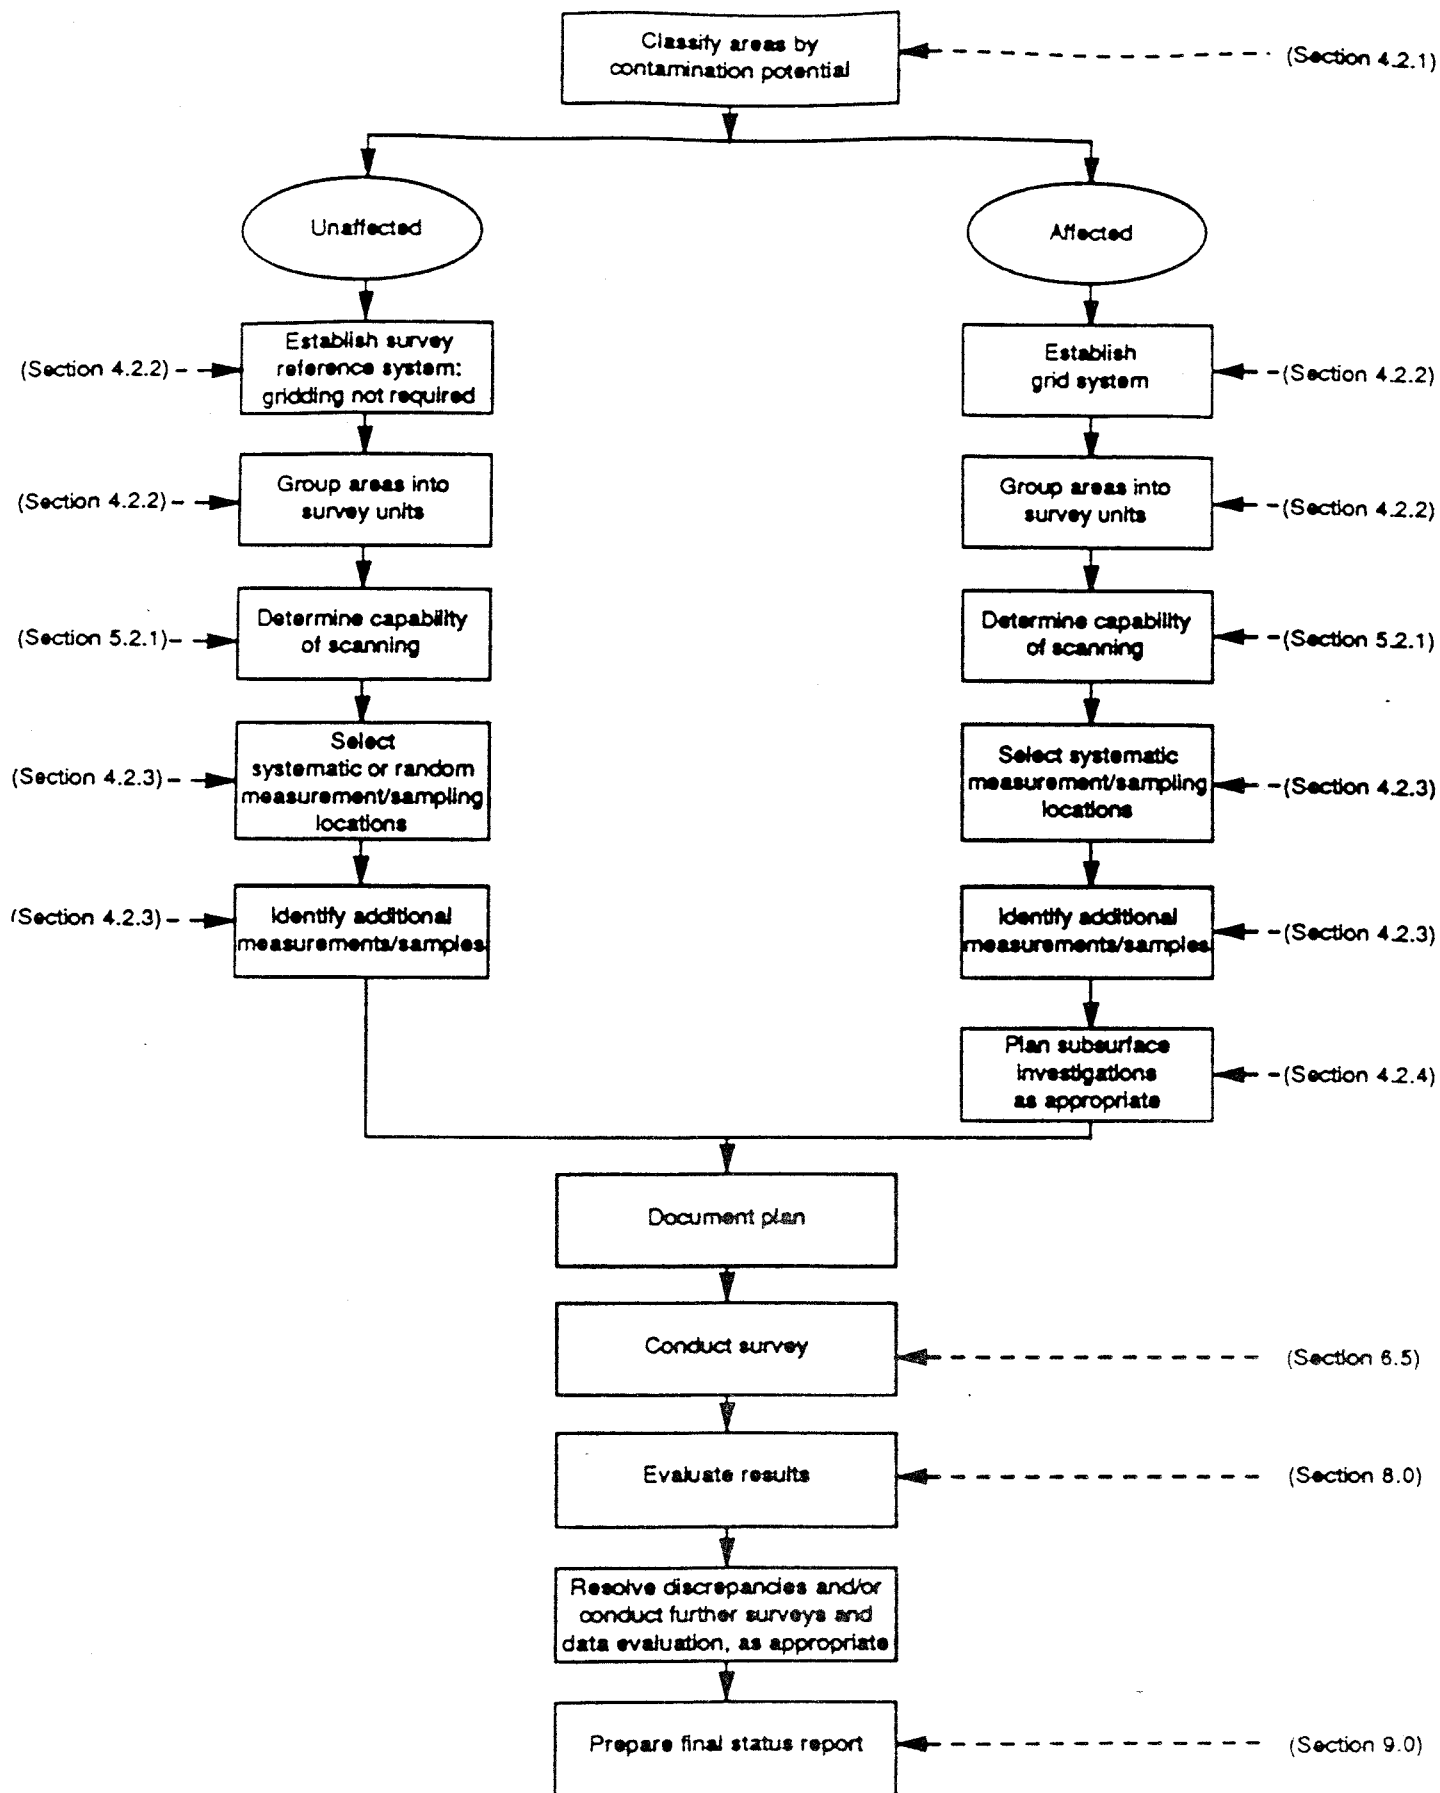 Classify areas by
contamination potential
(Section 4.2.1)
Unaffected
Affected
(Section 4.2.2)
Establish survey
reference system:
gridding not required
Establish
grid system
(Section 4.2.2)
(Section 4.2.2)
Group areas into
survey units
Group areas into
survey units
(Section 4.2.2)
(Section 5.2.1)
Determine capability
of scanning
Determine capability
of scanning
(Section 5.2.1)
(Section 4.2.3)
Select
systematic or random
measurement/sampling
locations
Select systematic
measurement/sampling
locations
(Section 4.2.3)
(Section 4.2.3)
Identify additional
measurements/samples
Identify additional
measurements/samples
(Section 4.2.3)
Plan subsurface
investigations
as appropriate
(Section 4.2.4)
Document plan
Conduct survey
(Section 6.5)
Evaluate results
(Section 8.0)
Resolve discrepancies and/or
conduct further surveys and
data evaluation, as appropriate
Prepare final status report
(Section 9.0)